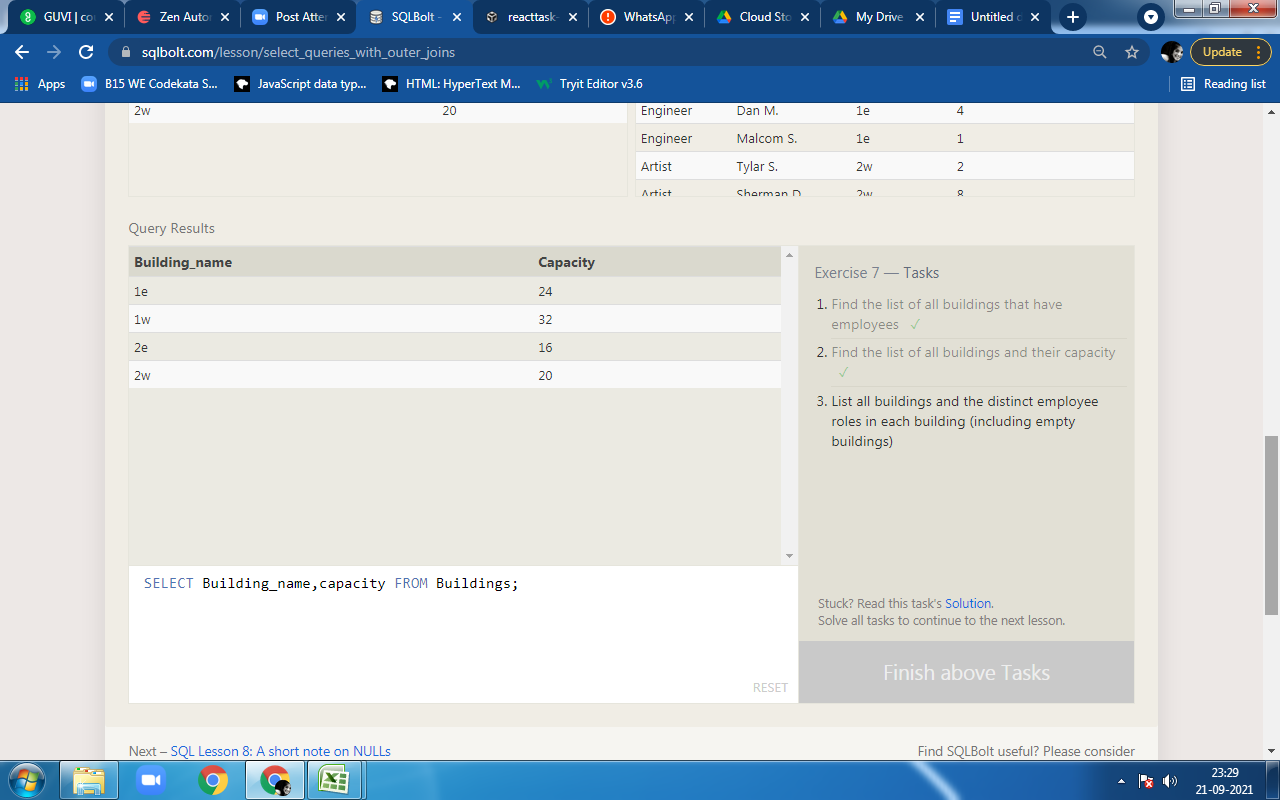 GUVI | co
Zen Auto
Post Atter
SQLBolt -
reacttask-
WhatsApp
Cloud Sto
My Drive
Untitled
sqlbolt.com/lesson/select_queries_with_outer_joins
Update
Apps
B15 WE Codekata S...
JavaScript data typ...
HTML: HyperText M...
Tryit Editor v3.6
Reading list
2w 20
Engineer Dan M. 1e 4
Engineer Malcom S. 1e 1
Artist Tylar S. 2w 2
Artist Sherman D. 2w 8
Query Results
Building_name Capacity
1e 24
1w 32
2e 16
2w 20
SELECT Building_name,capacity FROM Buildings;
RESET
Exercise 7 — Tasks
1. Find the list of all buildings that have
employees ✓
2. Find the list of all buildings and their capacity
✓
3. List all buildings and the distinct employee
roles in each building (including empty
buildings)
Stuck? Read this task's Solution.
Solve all tasks to continue to the next lesson.
Finish above Tasks
Next – SQL Lesson 8: A short note on NULLs
Find SQLBolt useful? Please consider
23:29
21-09-2021